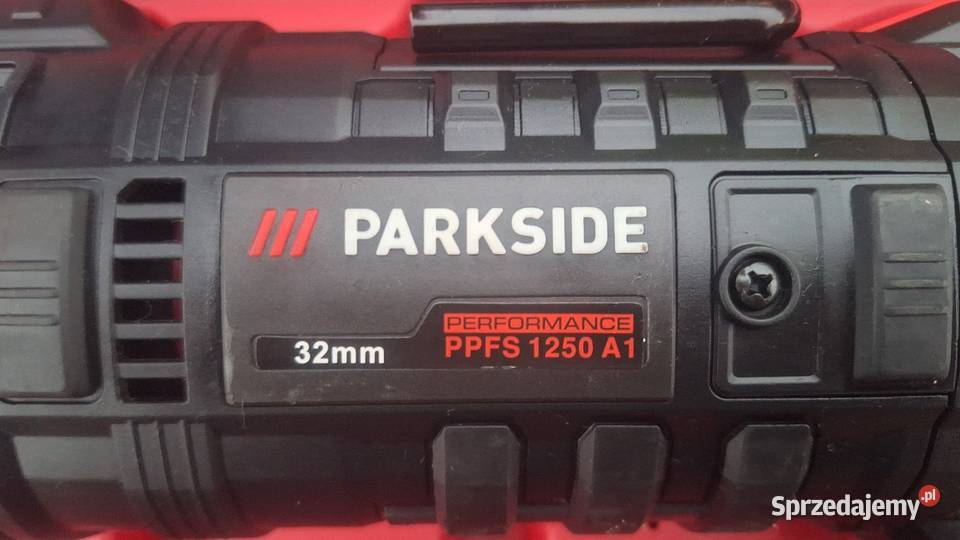 PARKSIDE
PERFORMANCE
32mm PPFS 1250 A1
Sprzedajemy.pl